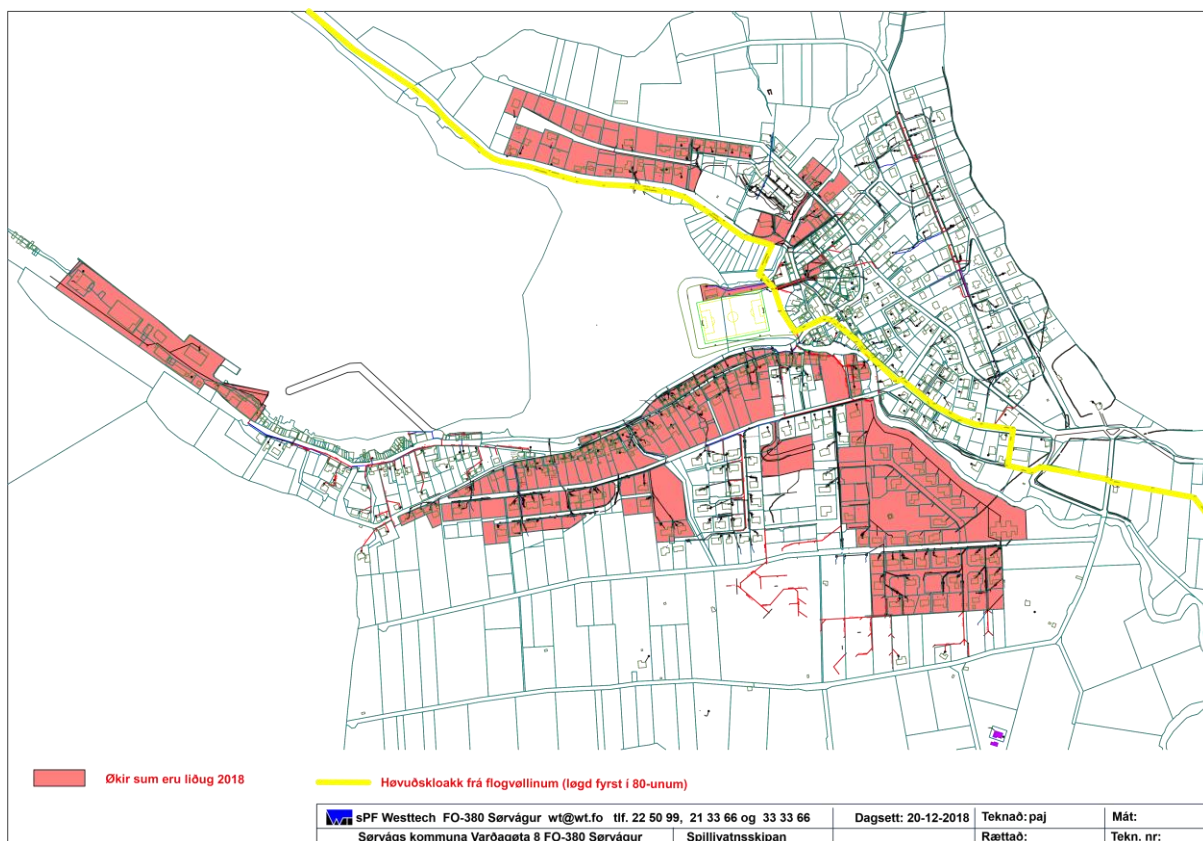 Økir sum eru liðug 2018
Høvuðskloakk frá flogvøllinum (løgd fyrst í 80-unum)
WT sPF Westtech FO-380 Sørvágur wt@wt.fo tlf. 22 50 99, 21 33 66 og 33 33 66
Dagsett: 20-12-2018
Teknað: paj
Mát:
Sørvágs kommuna Varðagøta 8 FO-380 Sørvágur
Spillivatnsskipan
Rættað:
Tekn. nr: